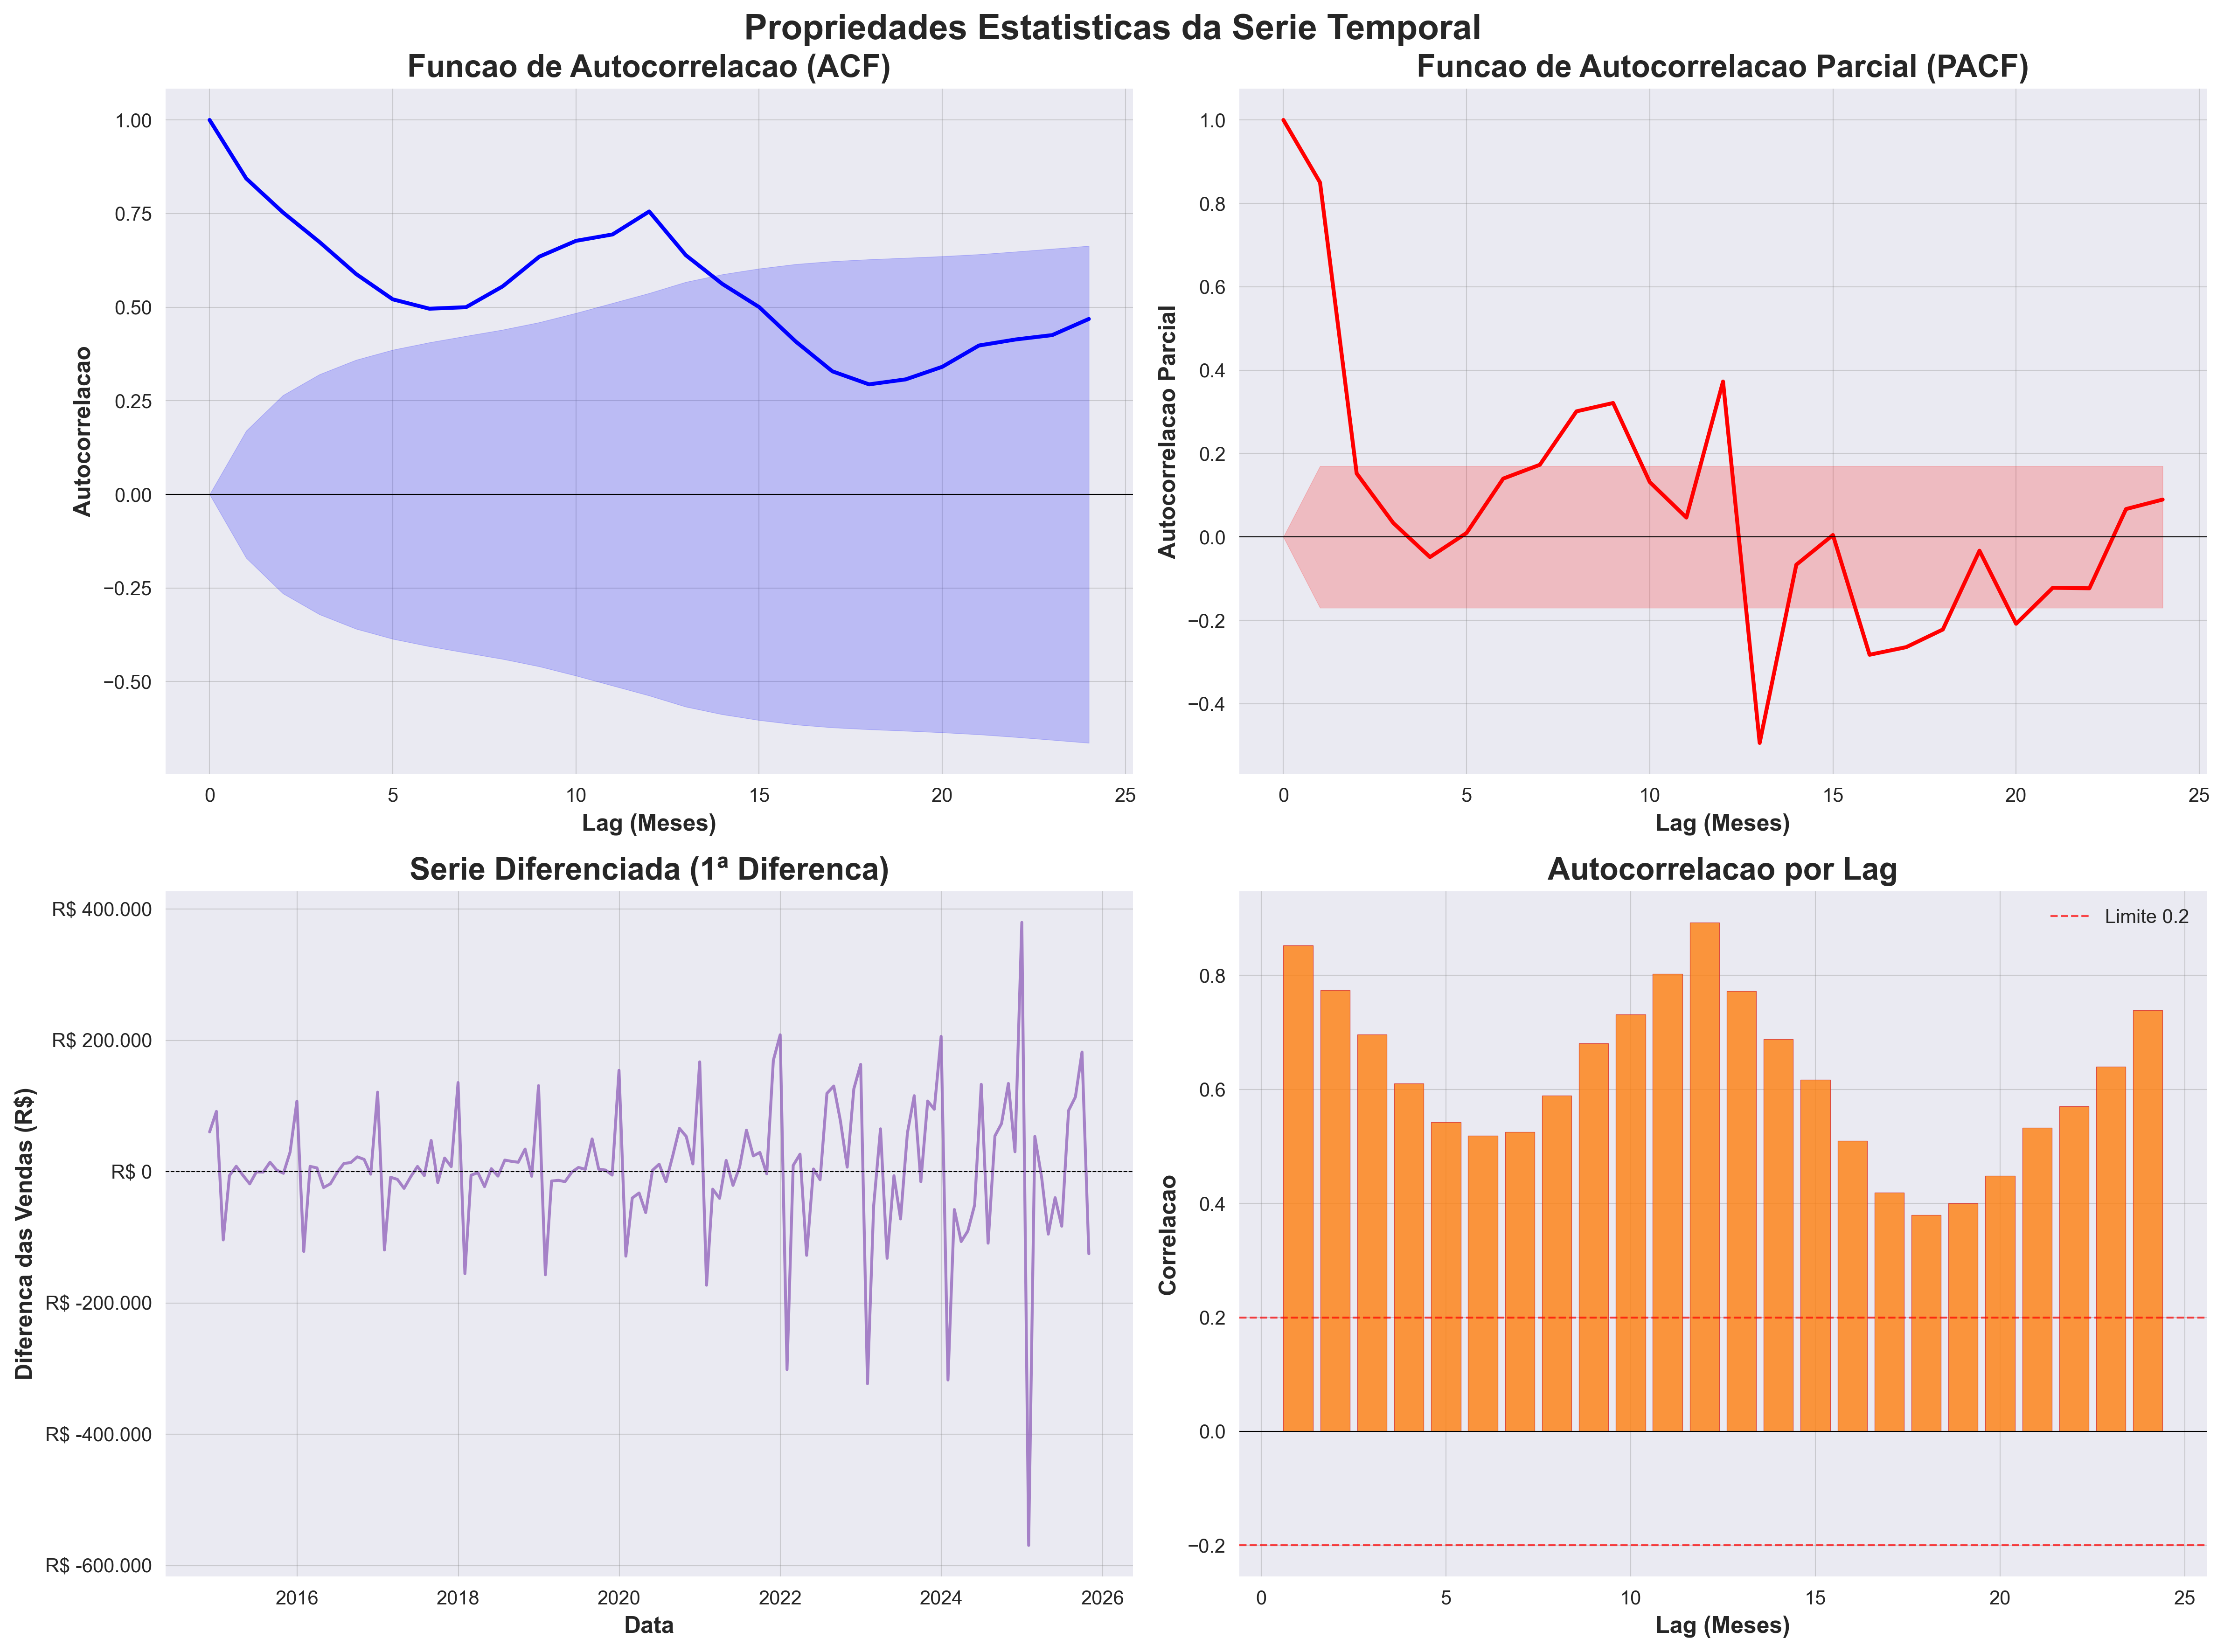 Propriedades Estatisticas da Serie Temporal
Funcao de Autocorrelacao (ACF)
1.00
0.75
0.50
0.25
0.00
−0.25
−0.50
Autocorrelacao
0 5 10 15 20 25
Lag (Meses)
Funcao de Autocorrelacao Parcial (PACF)
1.0
0.8
0.6
0.4
0.2
0.0
−0.2
−0.4
Autocorrelacao Parcial
0 5 10 15 20 25
Lag (Meses)
Serie Diferenciada (1ª Diferenca)
R$ 400.000
R$ 200.000
R$ 0
R$ -200.000
R$ -400.000
R$ -600.000
Diferenca das Vendas (R$)
2016 2018 2020 2022 2024 2026
Data
Autocorrelacao por Lag
Limite 0.2
0.8
0.6
0.4
0.2
0.0
−0.2
Correlacao
0 5 10 15 20 25
Lag (Meses)